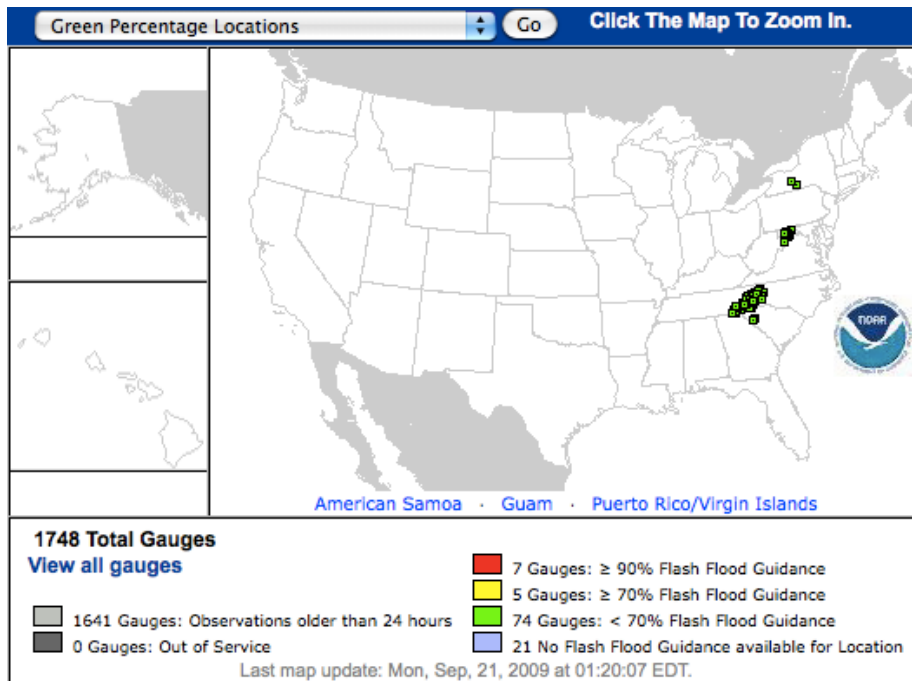 Green Percentage Locations
Go
Click The Map To Zoom In.
NOAA
American Samoa · Guam · Puerto Rico/Virgin Islands
1748 Total Gauges
View all gauges
1641 Gauges: Observations older than 24 hours
0 Gauges: Out of Service
7 Gauges: ≥ 90% Flash Flood Guidance
5 Gauges: ≥ 70% Flash Flood Guidance
74 Gauges: < 70% Flash Flood Guidance
21 No Flash Flood Guidance available for Location
Last map update: Mon, Sep, 21, 2009 at 01:20:07 EDT.